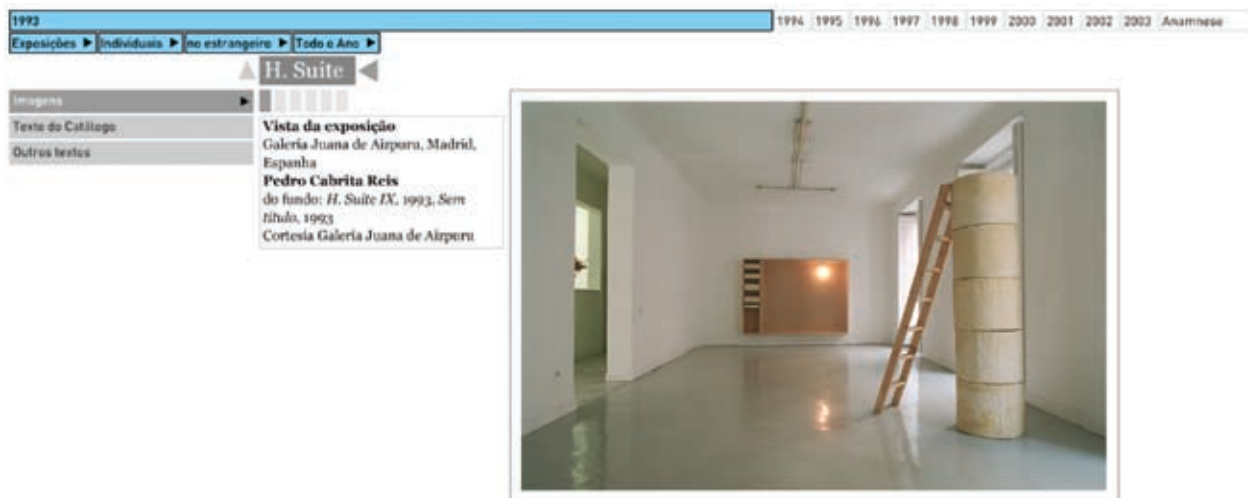 1993 1994 1995 1996 1997 1998 1999 2000 2001 2002 2003 Anamnese
Exposições Individuais no estrangeiro Todo o Ano
H. Suite
Imagens
Texto do Catálogo
Outros textos
Vista da exposição
Galeria Juana de Aizpuru, Madrid,
Espanha
Pedro Cabrita Reis
do fundo: H. Suite IX, 1993, Sem
título, 1993
Cortesia Galeria Juana de Aizpuru